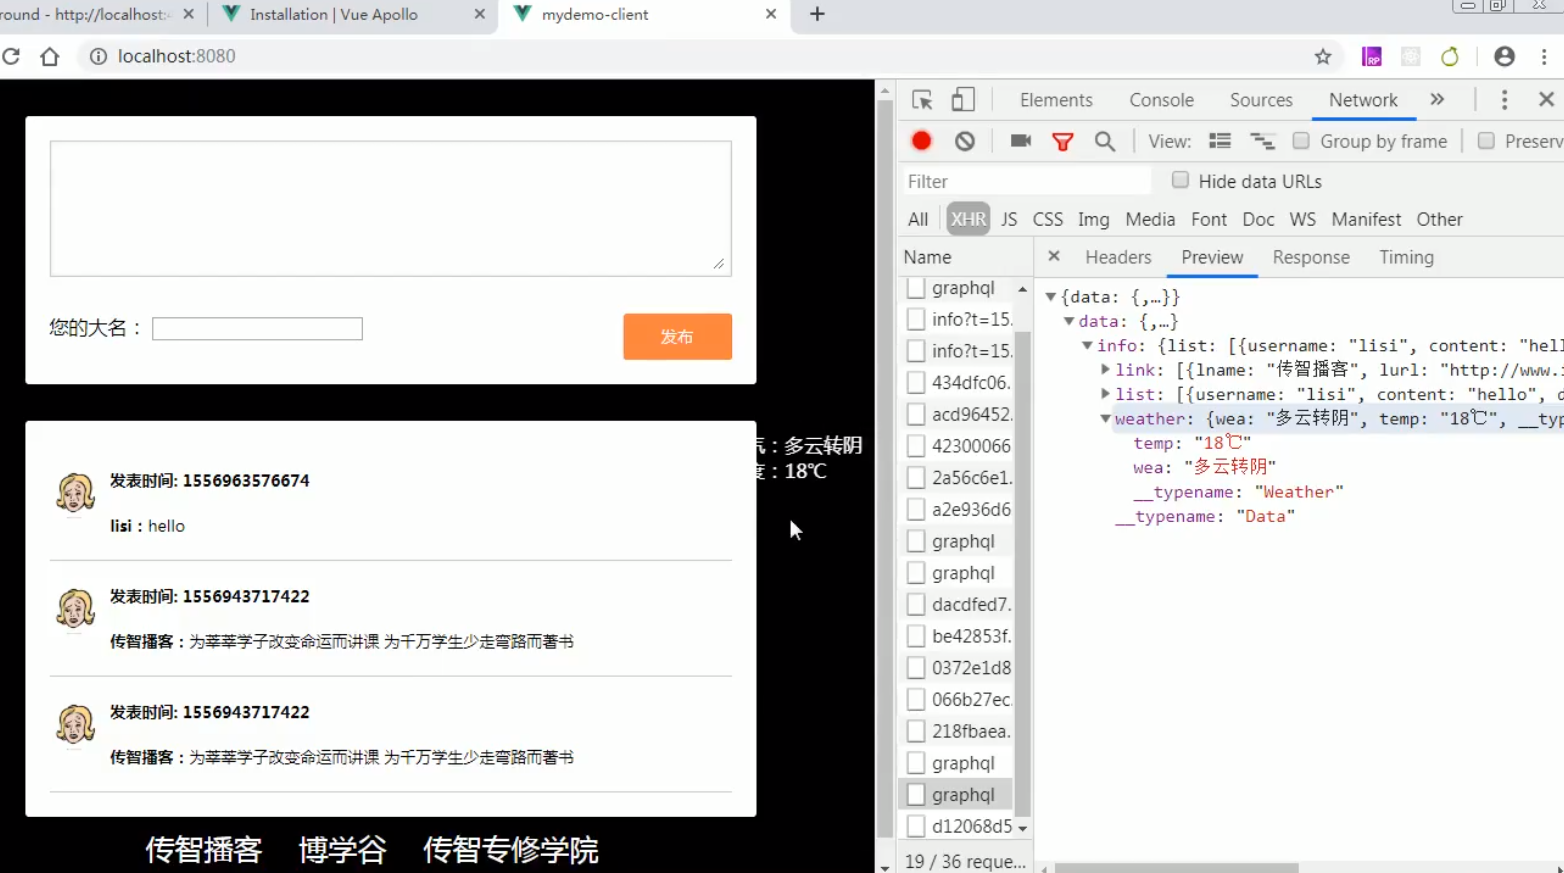 round - http://localhost:4
Installation | Vue Apollo
mydemo-client
localhost:8080
您的大名：
发布
发表时间: 1556963576674
lisi：hello
发表时间: 1556943717422
传智播客：为莘莘学子改变命运而讲课 为千万学生少走弯路而著书
发表时间: 1556943717422
传智播客：为莘莘学子改变命运而讲课 为千万学生少走弯路而著书
气：多云转阴
度：18℃
传智播客 博学谷 传智专修学院
Elements Console Sources Network
View: Group by frame Preserv
Filter Hide data URLs
All XHR JS CSS Img Media Font Doc WS Manifest Other
Name
graphql
info?t=15.
info?t=15.
434dfc06.
acd96452.
42300066
2a56c6e1.
a2e936d6
graphql
graphql
dacdfed7.
be42853f.
0372e1d8
066b27ec.
218fbaea.
graphql
graphql
d12068d5
19 / 36 reque...
Headers Preview Response Timing
{data: {,…}}
data: {,…}
info: {list: [{username: "lisi", content: "hell
link: [{lname: "传智播客", lurl: "http://www.i
list: [{username: "lisi", content: "hello", d
weather: {wea: "多云转阴", temp: "18℃", __typ
temp: "18℃"
wea: "多云转阴"
__typename: "Weather"
__typename: "Data"